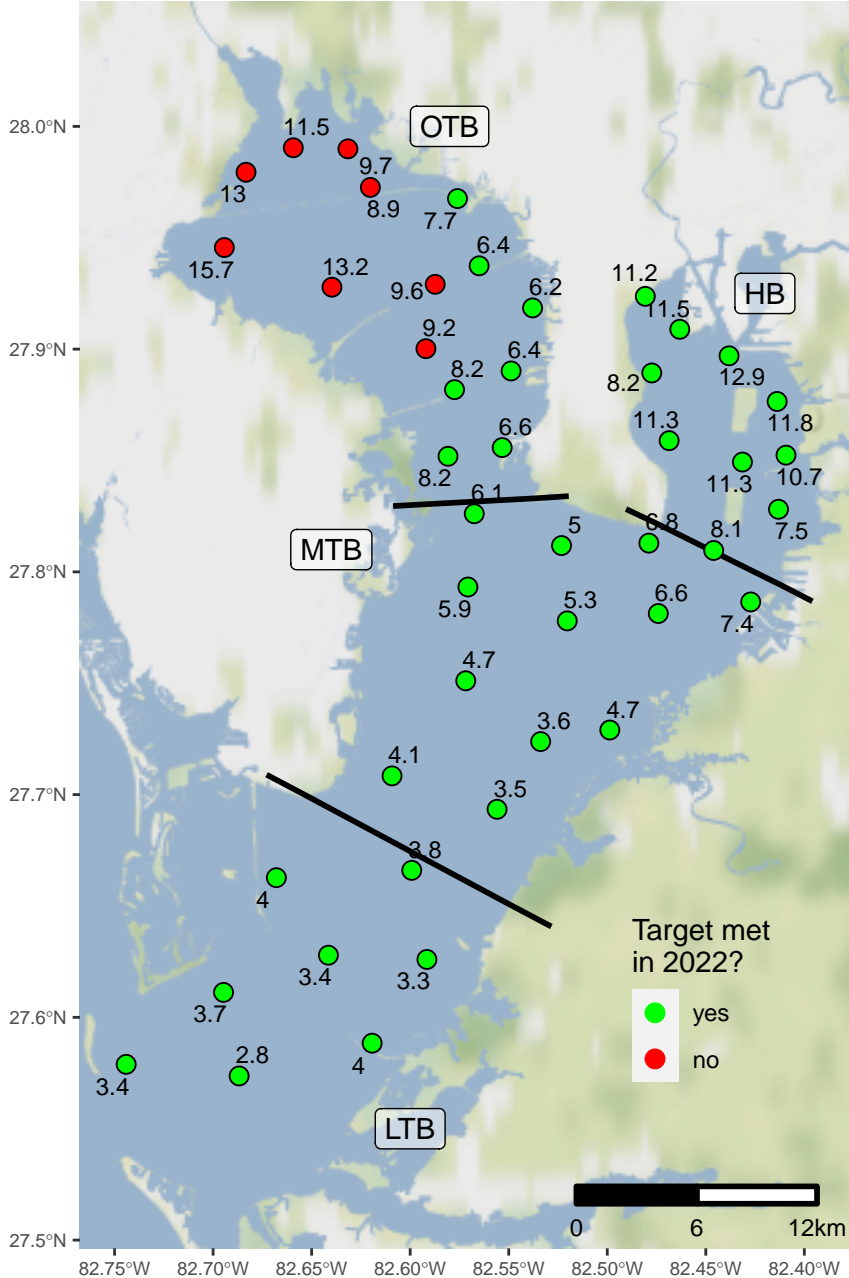 28.0°N
27.9°N
27.8°N
27.7°N
27.6°N
27.5°N
11.5
OTB
9.7
13
8.9
7.7
6.4
15.7
13.2
9.6
6.2
11.2
HB
11.5
9.2
6.4
8.2
8.2
12.9
11.8
6.6
11.3
8.2
11.3
10.7
6.1
MTB
5
6.8
8.1
7.5
5.9
5.3
6.6
7.4
4.7
3.6
4.7
4.1
3.5
3.8
4
3.4
3.3
3.7
2.8
4
3.4
LTB
Target met
in 2022?
yes
no
0 6 12km
82.75°W 82.70°W 82.65°W 82.60°W 82.55°W 82.50°W 82.45°W 82.40°W